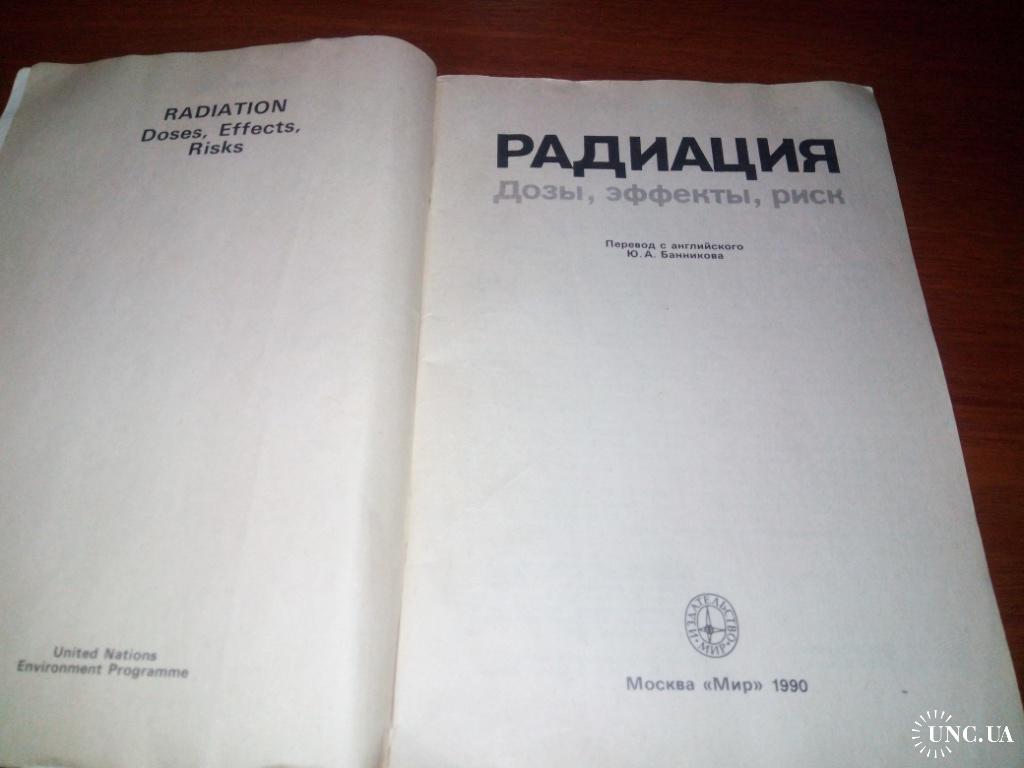 RADIATION
Doses, Effects,
Risks
United Nations
Environment Programme
РАДИАЦИЯ
Дозы, эффекты, риск
Перевод с английского
Ю. А. Банникова
ИЗДАТЕЛЬСТВО
·МИР·
Москва «Мир» 1990
UNC.UA